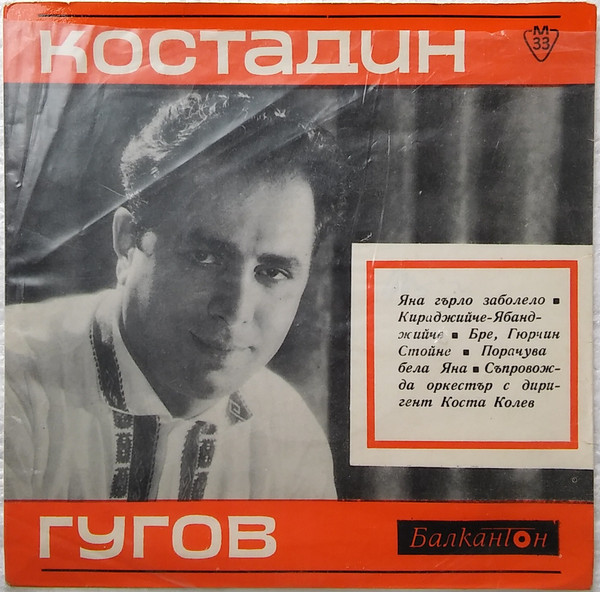 М
33
КОСТАДИН
Яна гърло заболело ▪
Кираджийче-Ябанд-
жийче ▪ Бре, Гюрчин
Стойне ▪ Порачува
бела Яна ▪ Съпровож-
да оркестър с дири-
гент Коста Колев
ГУГОВ
Балкантон